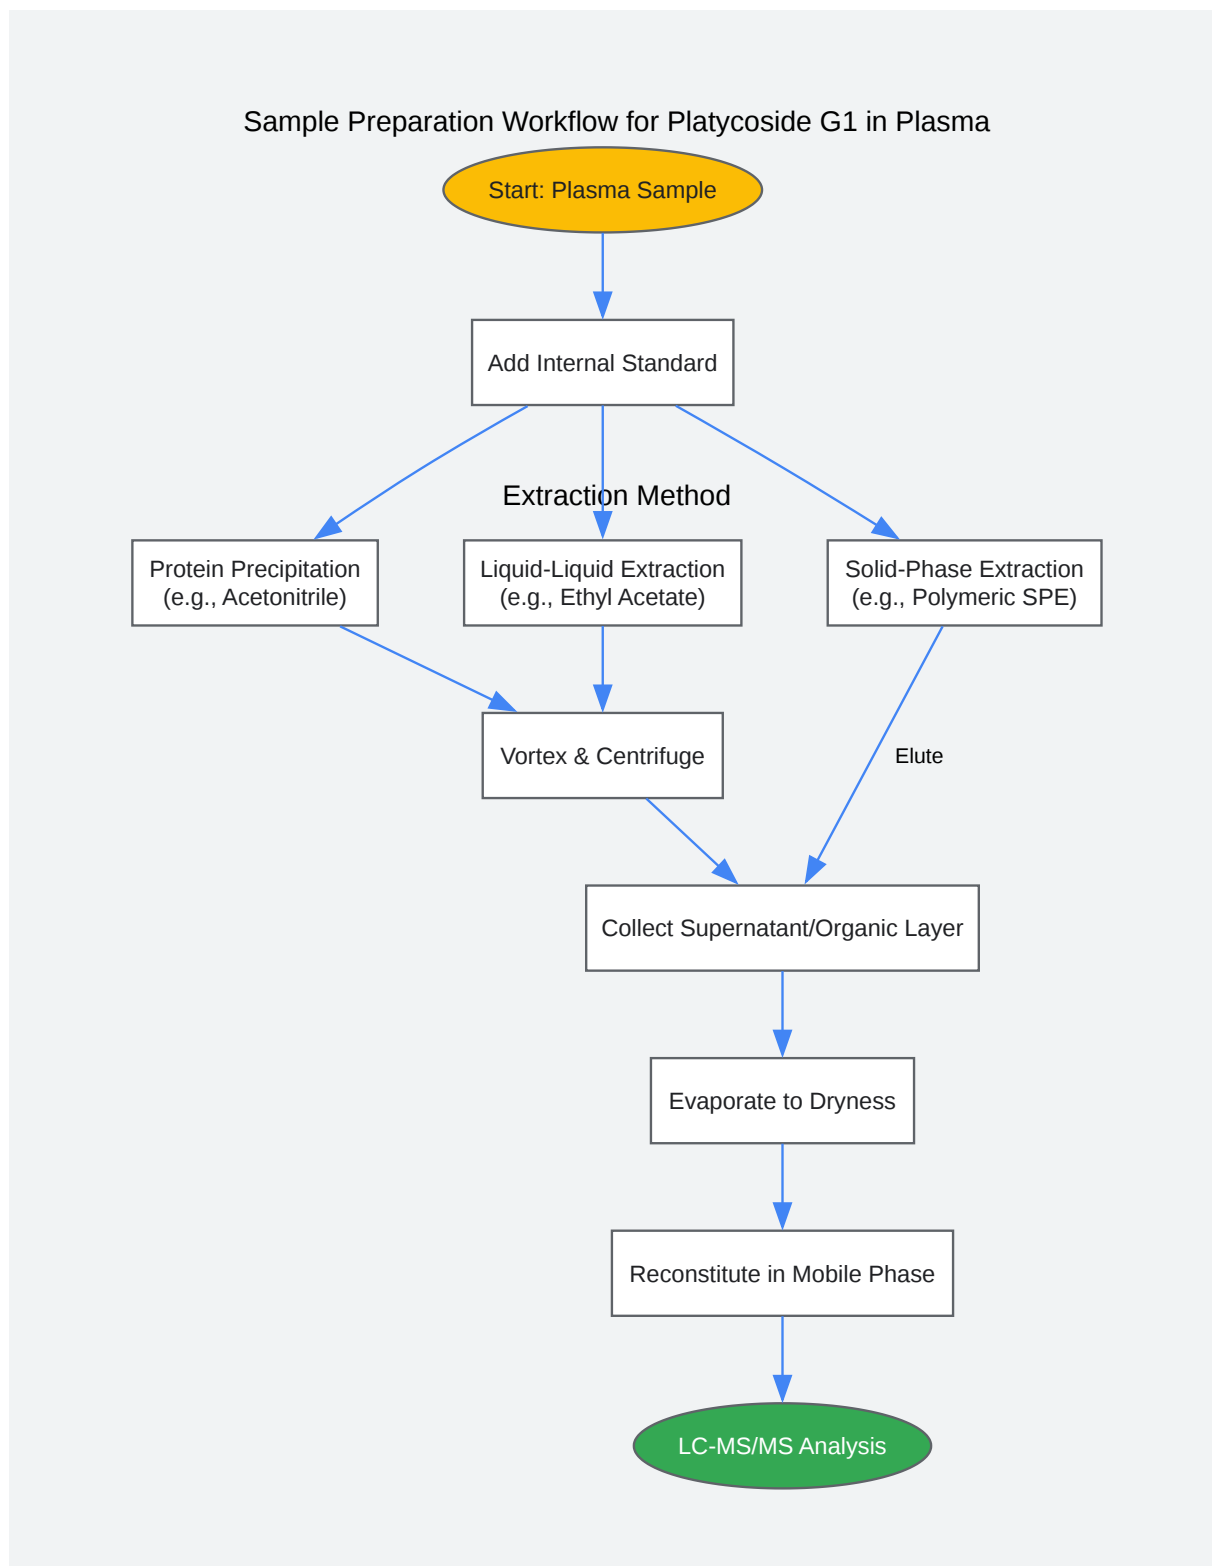 Sample Preparation Workflow for Platycoside G1 in Plasma
Start: Plasma Sample
Add Internal Standard
Extraction Method
Protein Precipitation
(e.g., Acetonitrile)
Liquid-Liquid Extraction
(e.g., Ethyl Acetate)
Solid-Phase Extraction
(e.g., Polymeric SPE)
Vortex & Centrifuge
Elute
Collect Supernatant/Organic Layer
Evaporate to Dryness
Reconstitute in Mobile Phase
LC-MS/MS Analysis